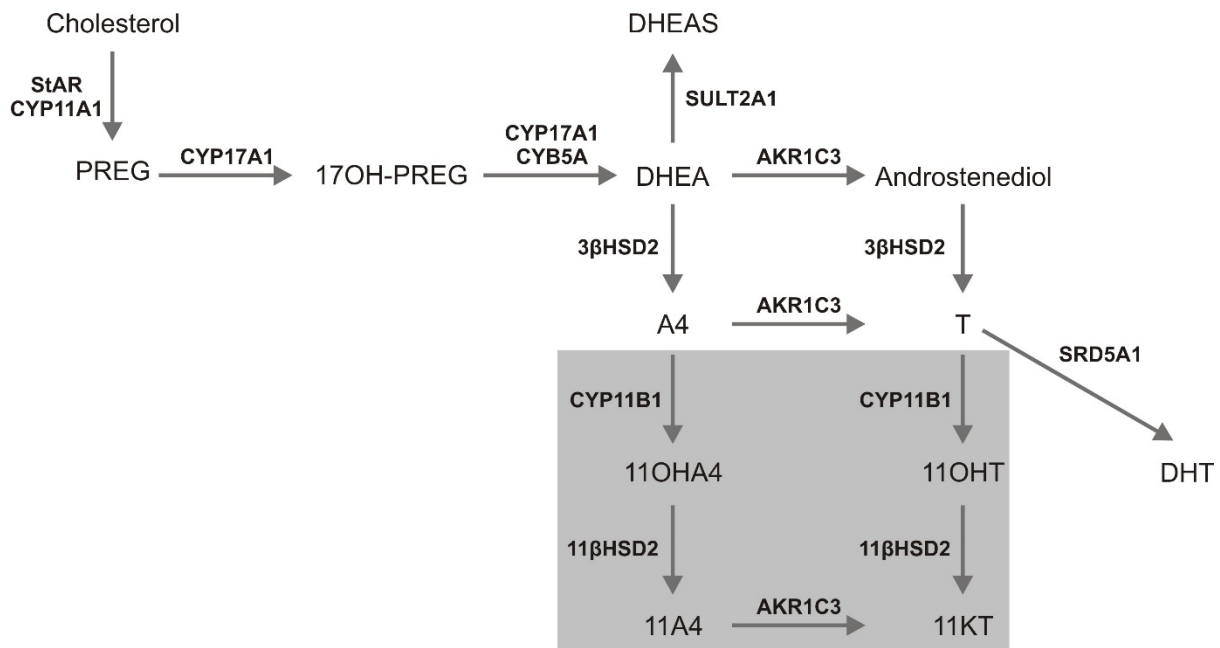 Cholesterol
DHEAS
StAR
CYP11A1
SULT2A1
CYP17A1
CYP17A1
CYB5A
AKR1C3
PREG
17OH-PREG
DHEA
Androstenediol
3βHSD2
3βHSD2
A4
AKR1C3
T
SRD5A1
CYP11B1
CYP11B1
11OHA4
11OHT
DHT
11βHSD2
11βHSD2
11A4
AKR1C3
11KT